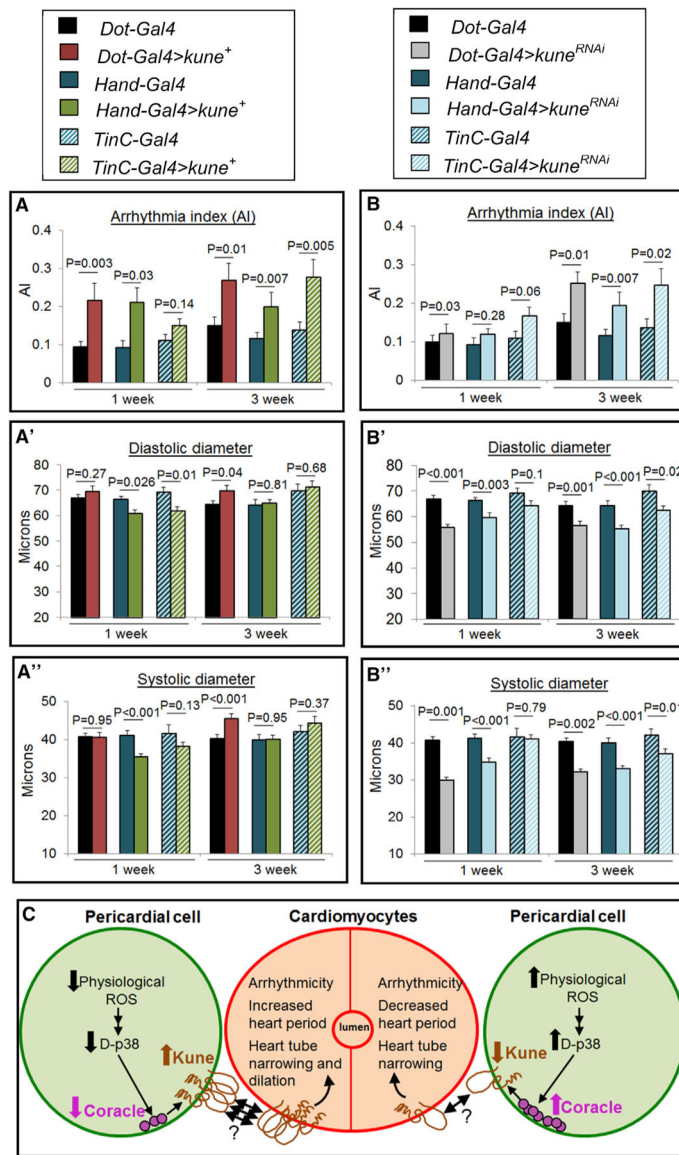 Dot-Gal4
Dot-Gal4>kune+
Hand-Gal4
Hand-Gal4>kune+
TinC-Gal4
TinC-Gal4>kune+
Dot-Gal4
Dot-Gal4>kuneRNAi
Hand-Gal4
Hand-Gal4>kuneRNAi
TinC-Gal4
TinC-Gal4>kuneRNAi
A
Arrhythmia index (AI)
0.4
0.3
0.2
0.1
0
AI
P=0.003
P=0.03
P=0.14
P=0.01
P=0.007
P=0.005
1 week
3 week
B
Arrhythmia index (AI)
0.4
0.3
0.2
0.1
0
AI
P=0.03
P=0.28
P=0.06
P=0.01
P=0.007
P=0.02
1 week
3 week
A'
Diastolic diameter
80
70
60
50
40
30
20
Microns
P=0.27
P=0.026
P=0.01
P=0.04
P=0.81
P=0.68
1 week
3 week
B'
Diastolic diameter
80
70
60
50
40
30
20
Microns
P<0.001
P=0.003
P=0.1
P=0.001
P<0.001
P=0.02
1 week
3 week
A''
Systolic diameter
50
40
30
20
10
Microns
P=0.95
P<0.001
P=0.13
P<0.001
P=0.95
P=0.37
1 week
3 week
B''
Systolic diameter
50
40
30
20
10
Microns
P=0.001
P<0.001
P=0.79
P=0.002
P<0.001
P=0.01
1 week
3 week
C
Pericardial cell
Cardiomyocytes
Pericardial cell
Physiological
ROS
D-p38
Kune
Coracle
?
Arrhythmicity
Increased
heart period
Heart tube
narrowing and
dilation
lumen
Arrhythmicity
Decreased
heart period
Heart tube
narrowing
?
Physiological
ROS
D-p38
Kune
Coracle